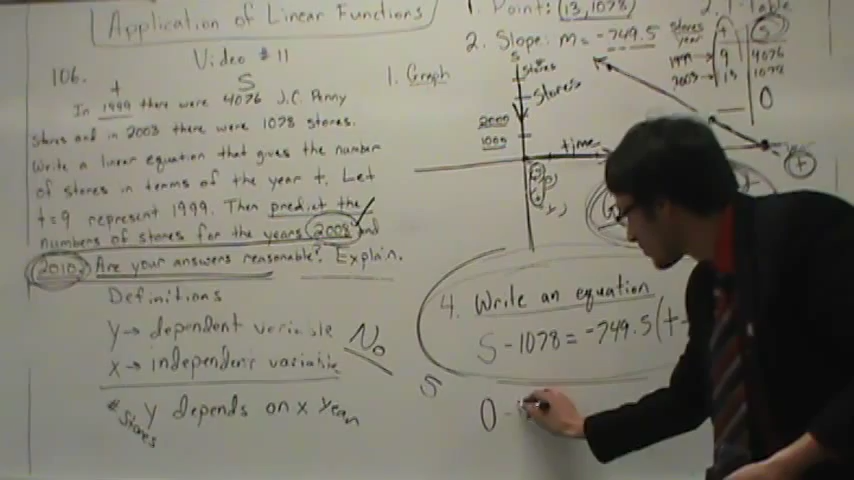 Application of Linear Functions
Video #11
106.
t
S
In 1999 there were 4076 J.C. Penny
stores and in 2003 there were 1078 stores.
Write a linear equation that gives the number
of stores in terms of the year t. Let
t=9 represent 1999. Then predict the
numbers of stores for the years 2008 and
2010. Are your answers reasonable? Explain.
Definitions
y → dependent variable
x → independent variable
No
y depends on x year
# Stores
1. Graph
S
stores
Stores
2000
1000
time
t
1. Point: (13, 1078)
2. Slope: m = -749.5
stores
year
t
S
1999 → 9
4076
2003 → 13
1078
0
4. Write an equation
S - 1078 = -749.5(t -
S
0 - 1